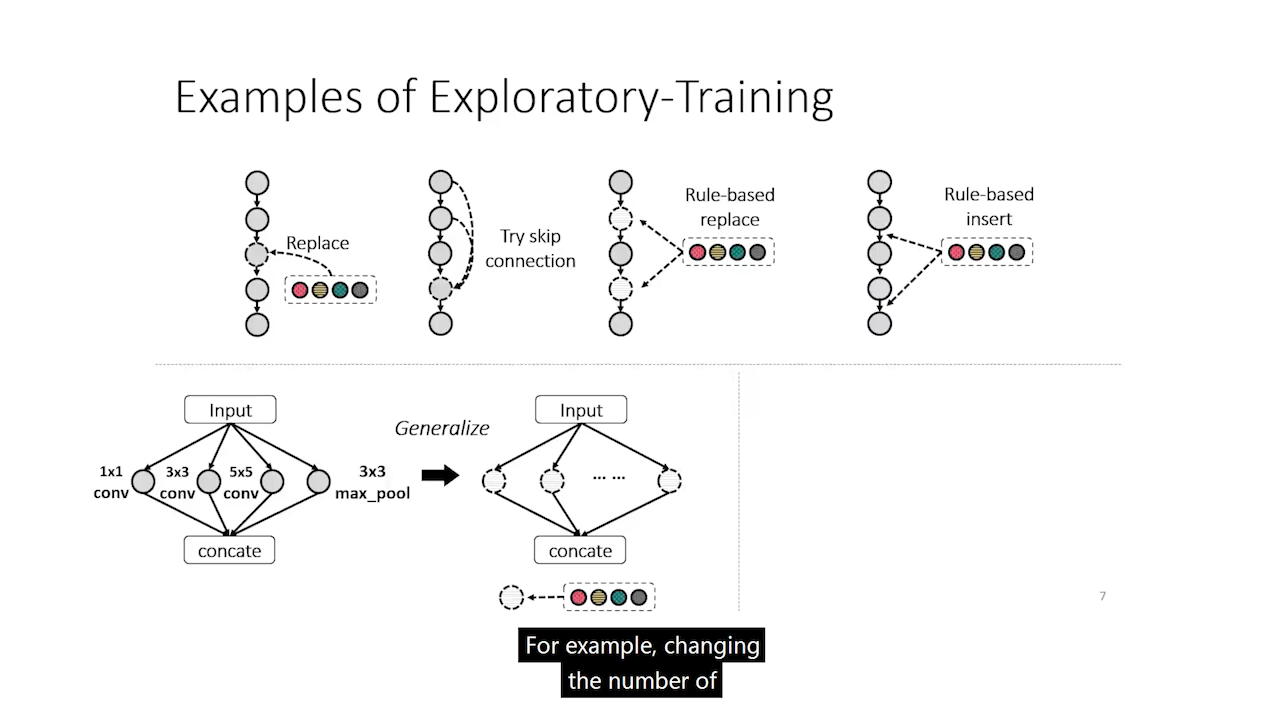 Examples of Exploratory-Training
Replace
Try skip
connection
Rule-based
replace
Rule-based
insert
Input
1x1
conv
3x3
conv
5x5
conv
3x3
max_pool
concate
Generalize
Input
... ...
concate
7
For example, changing
the number of